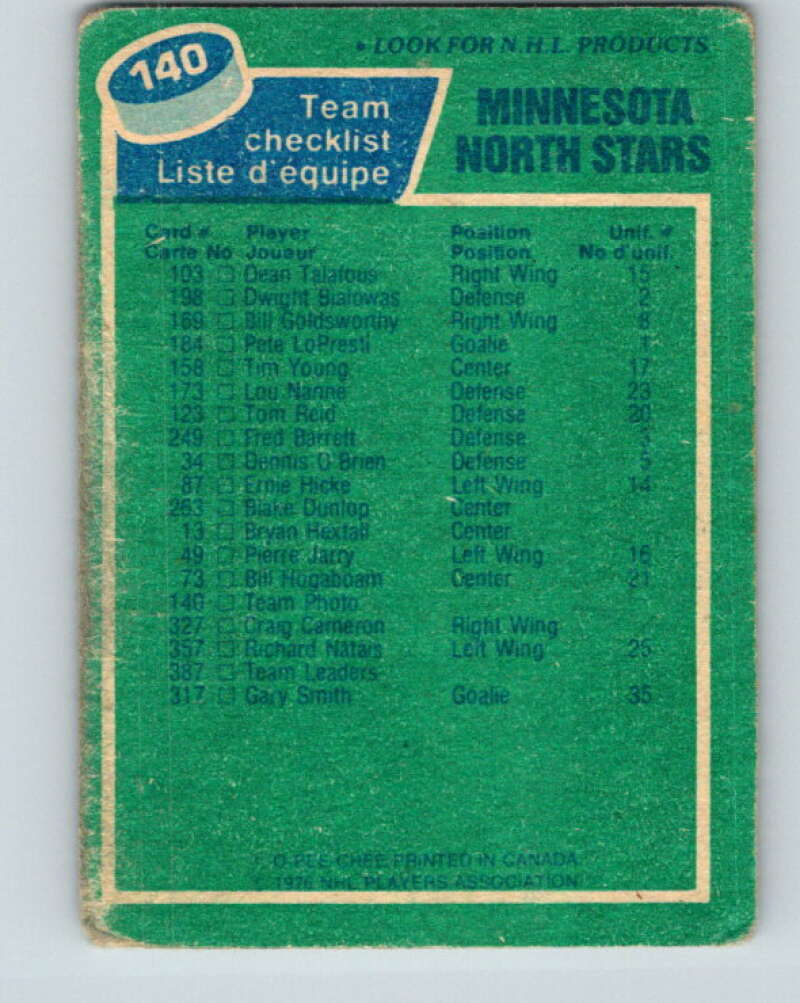 140
• LOOK FOR N.H.L. PRODUCTS
Team
checklist
Liste d'équipe
MINNESOTA
NORTH STARS
Card # Player Position Unif. #
Carte No Joueur Position No d'unif.
103 Dean Talafous Right Wing 15
198 Dwight Bialowas Defense 2
169 Bill Goldsworthy Right Wing 8
184 Pete LoPresti Goalie 1
158 Tim Young Center 17
173 Lou Nanne Defense 23
123 Tom Reid Defense 20
249 Fred Barrett Defense 3
34 Dennis O'Brien Defense 5
87 Ernie Hicke Left Wing 14
263 Blake Dunlop Center
13 Bryan Hextall Center
49 Pierre Jarry Left Wing 16
73 Bill Hogaboam Center 21
140 Team Photo
327 Craig Cameron Right Wing
357 Richard Natais Left Wing 25
387 Team Leaders
317 Gary Smith Goalie 35
© O-PEE-CHEE PRINTED IN CANADA
© 1976 NHL PLAYERS ASSOCIATION